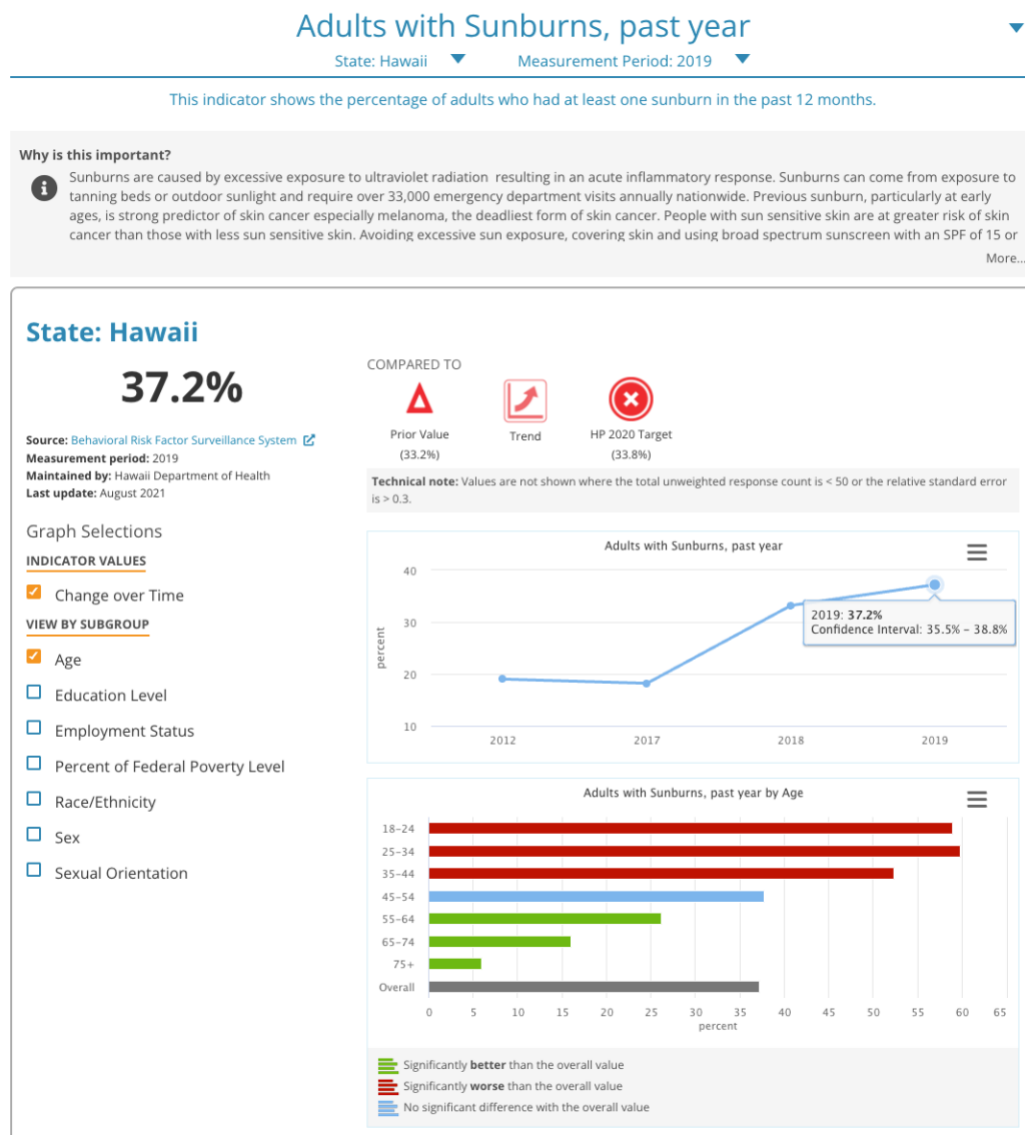 Adults with Sunburns, past year
State: Hawaii
Measurement Period: 2019
This indicator shows the percentage of adults who had at least one sunburn in the past 12 months.
Why is this important?
Sunburns are caused by excessive exposure to ultraviolet radiation resulting in an acute inflammatory response. Sunburns can come from exposure to
tanning beds or outdoor sunlight and require over 33,000 emergency department visits annually nationwide. Previous sunburn, particularly at early
ages, is strong predictor of skin cancer especially melanoma, the deadliest form of skin cancer. People with sun sensitive skin are at greater risk of skin
cancer than those with less sun sensitive skin. Avoiding excessive sun exposure, covering skin and using broad spectrum sunscreen with an SPF of 15 or
More...
State: Hawaii
37.2%
Source: Behavioral Risk Factor Surveillance System
Measurement period: 2019
Maintained by: Hawaii Department of Health
Last update: August 2021
Graph Selections
INDICATOR VALUES
Change over Time
VIEW BY SUBGROUP
Age
Education Level
Employment Status
Percent of Federal Poverty Level
Race/Ethnicity
Sex
Sexual Orientation
COMPARED TO
Prior Value
(33.2%)
Trend
HP 2020 Target
(33.8%)
Technical note: Values are not shown where the total unweighted response count is < 50 or the relative standard error
is > 0.3.
Adults with Sunburns, past year
percent
40
30
20
10
2019: 37.2%
Confidence Interval: 35.5% – 38.8%
2012 2017 2018 2019
Adults with Sunburns, past year by Age
18-24
25-34
35-44
45-54
55-64
65-74
75+
Overall
0 5 10 15 20 25 30 35 40 45 50 55 60 65
percent
Significantly better than the overall value
Significantly worse than the overall value
No significant difference with the overall value